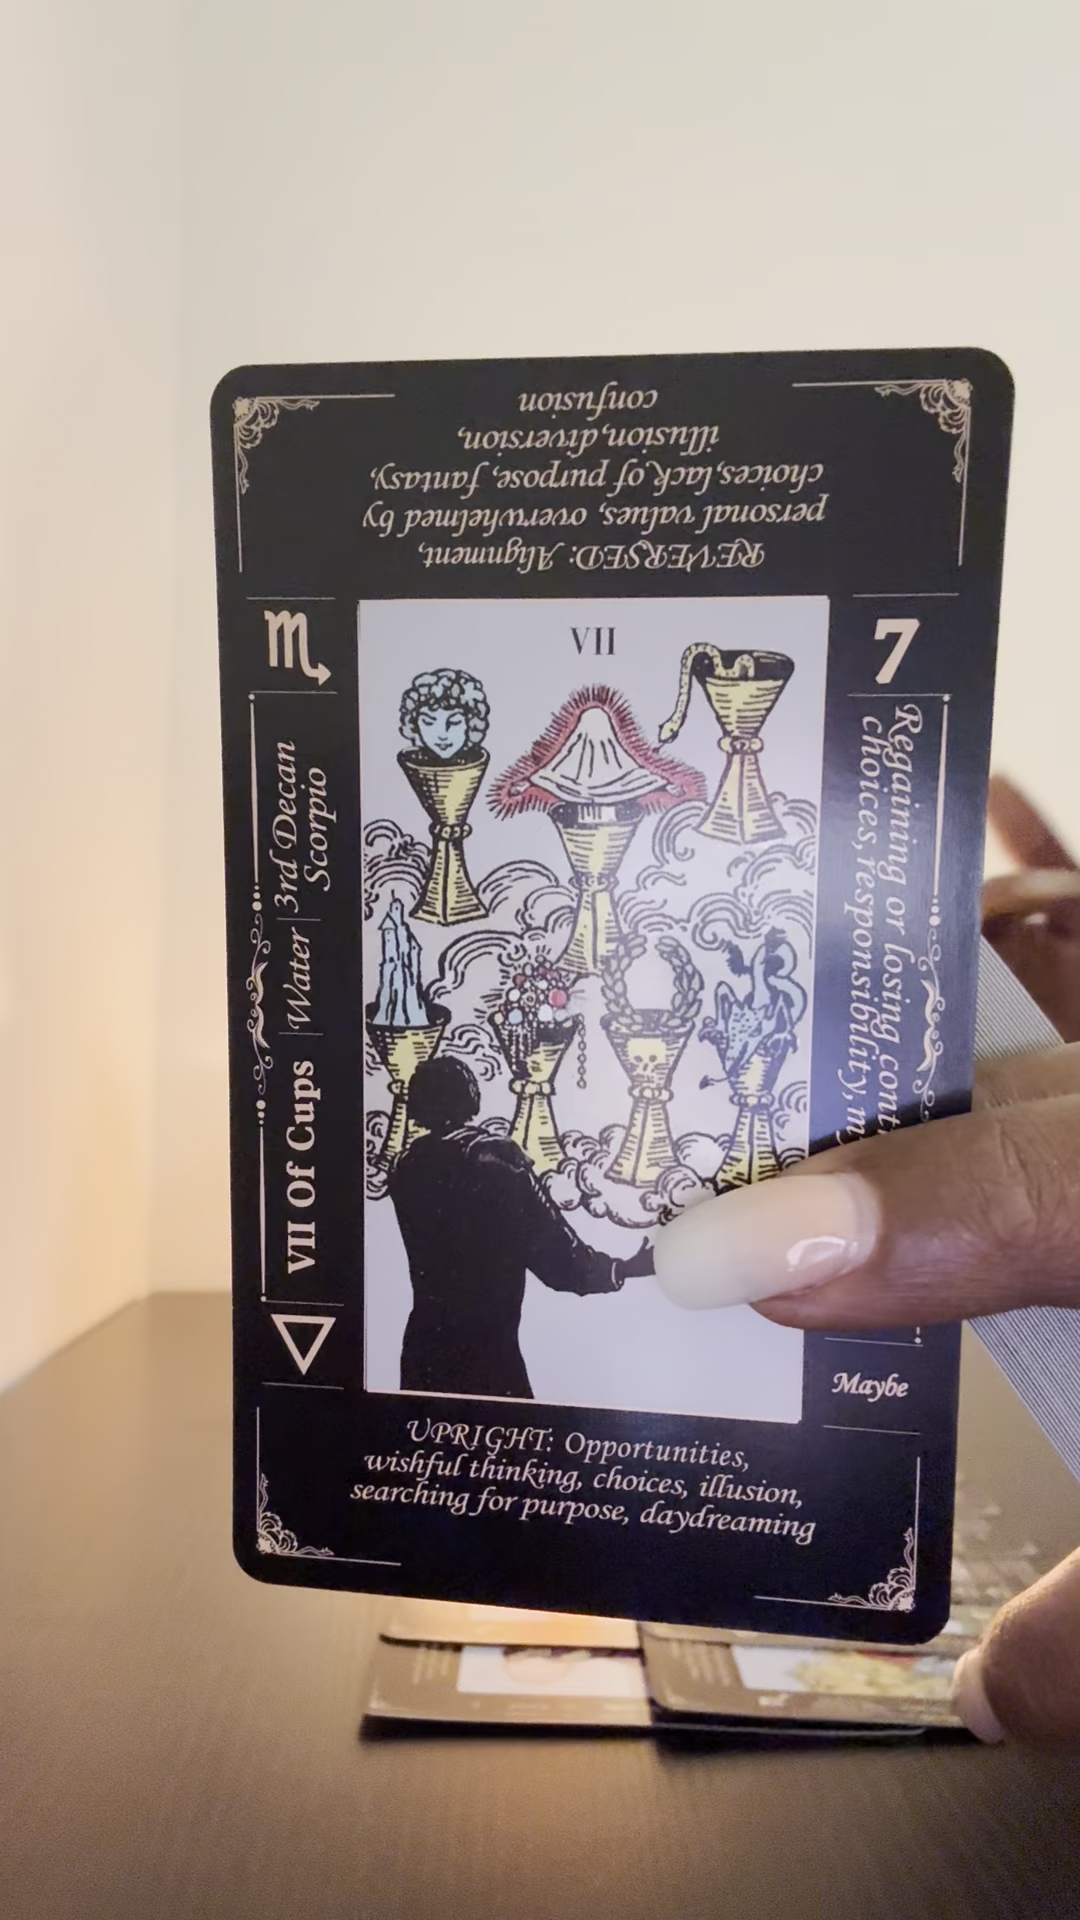 REVERSED: Alignment,
personal values, overwhelmed by
choices,lack of purpose, fantasy,
illusion,diversion,
confusion
7
VII
3rd Decan
Scorpio
Water
VII Of Cups
Regaining or losing
choices,responsibility,
Maybe
UPRIGHT: Opportunities,
wishful thinking, choices, illusion,
searching for purpose, daydreaming